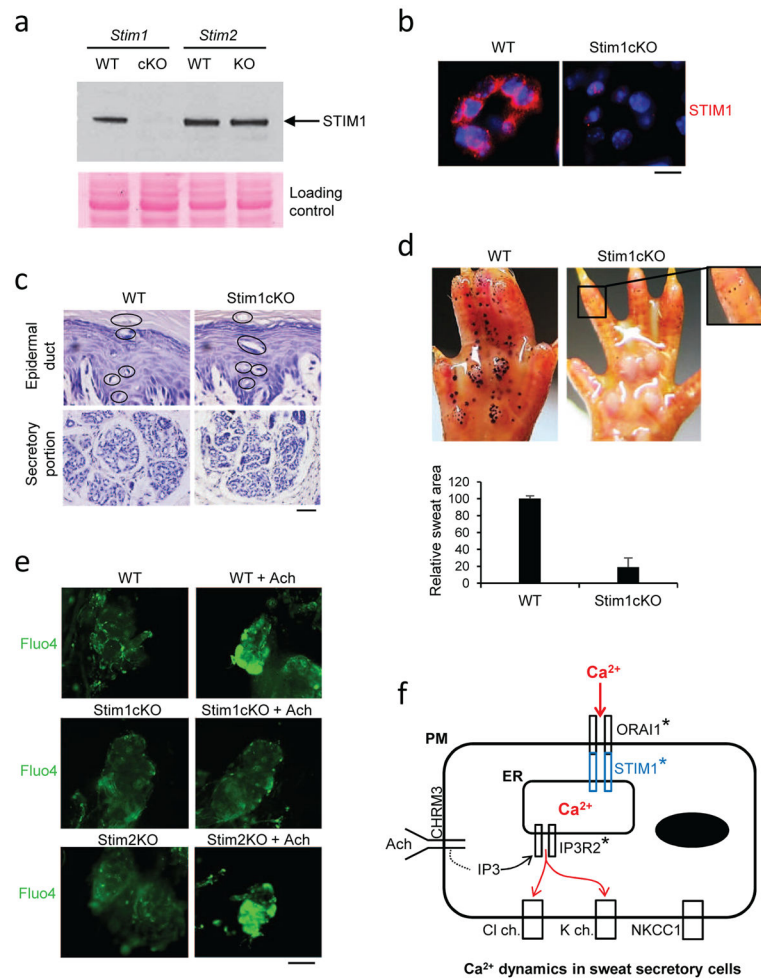 a
Stim1 Stim2
WT cKO WT KO
STIM1
Loading
control
b
WT Stim1cKO
STIM1
c
WT Stim1cKO
Epidermal
duct
Secretory
portion
d
WT Stim1cKO
Relative sweat area
120
100
80
60
40
20
0
WT Stim1cKO
e
WT WT + Ach
Fluo4
Stim1cKO Stim1cKO + Ach
Fluo4
Stim2KO Stim2KO + Ach
Fluo4
f
Ca²⁺
ORAI1*
PM
STIM1*
ER
Ca²⁺
CHRM3
Ach
IP3
IP3R2*
Cl ch. K ch. NKCC1
Ca²⁺ dynamics in sweat secretory cells